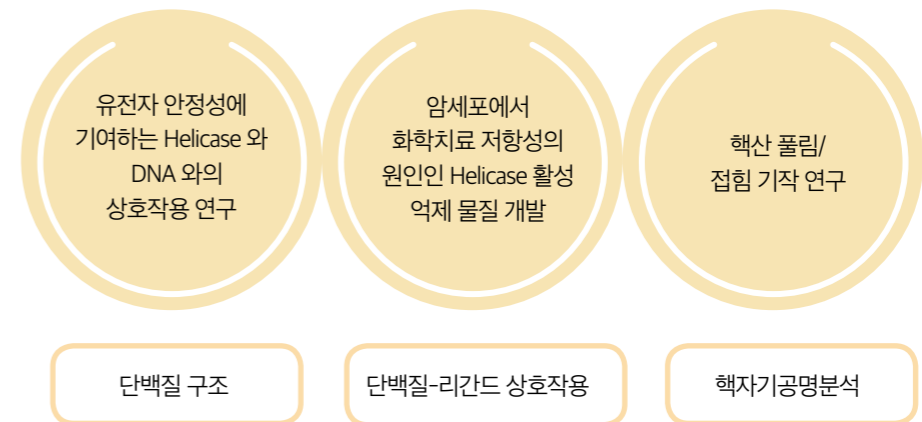 유전자 안정성에
기여하는 Helicase 와
DNA 와의
상호작용 연구
암세포에서
화학치료 저항성의
원인인 Helicase 활성
억제 물질 개발
핵산 풀림/
접힘 기작 연구
단백질 구조
단백질-리간드 상호작용
핵자기공명분석